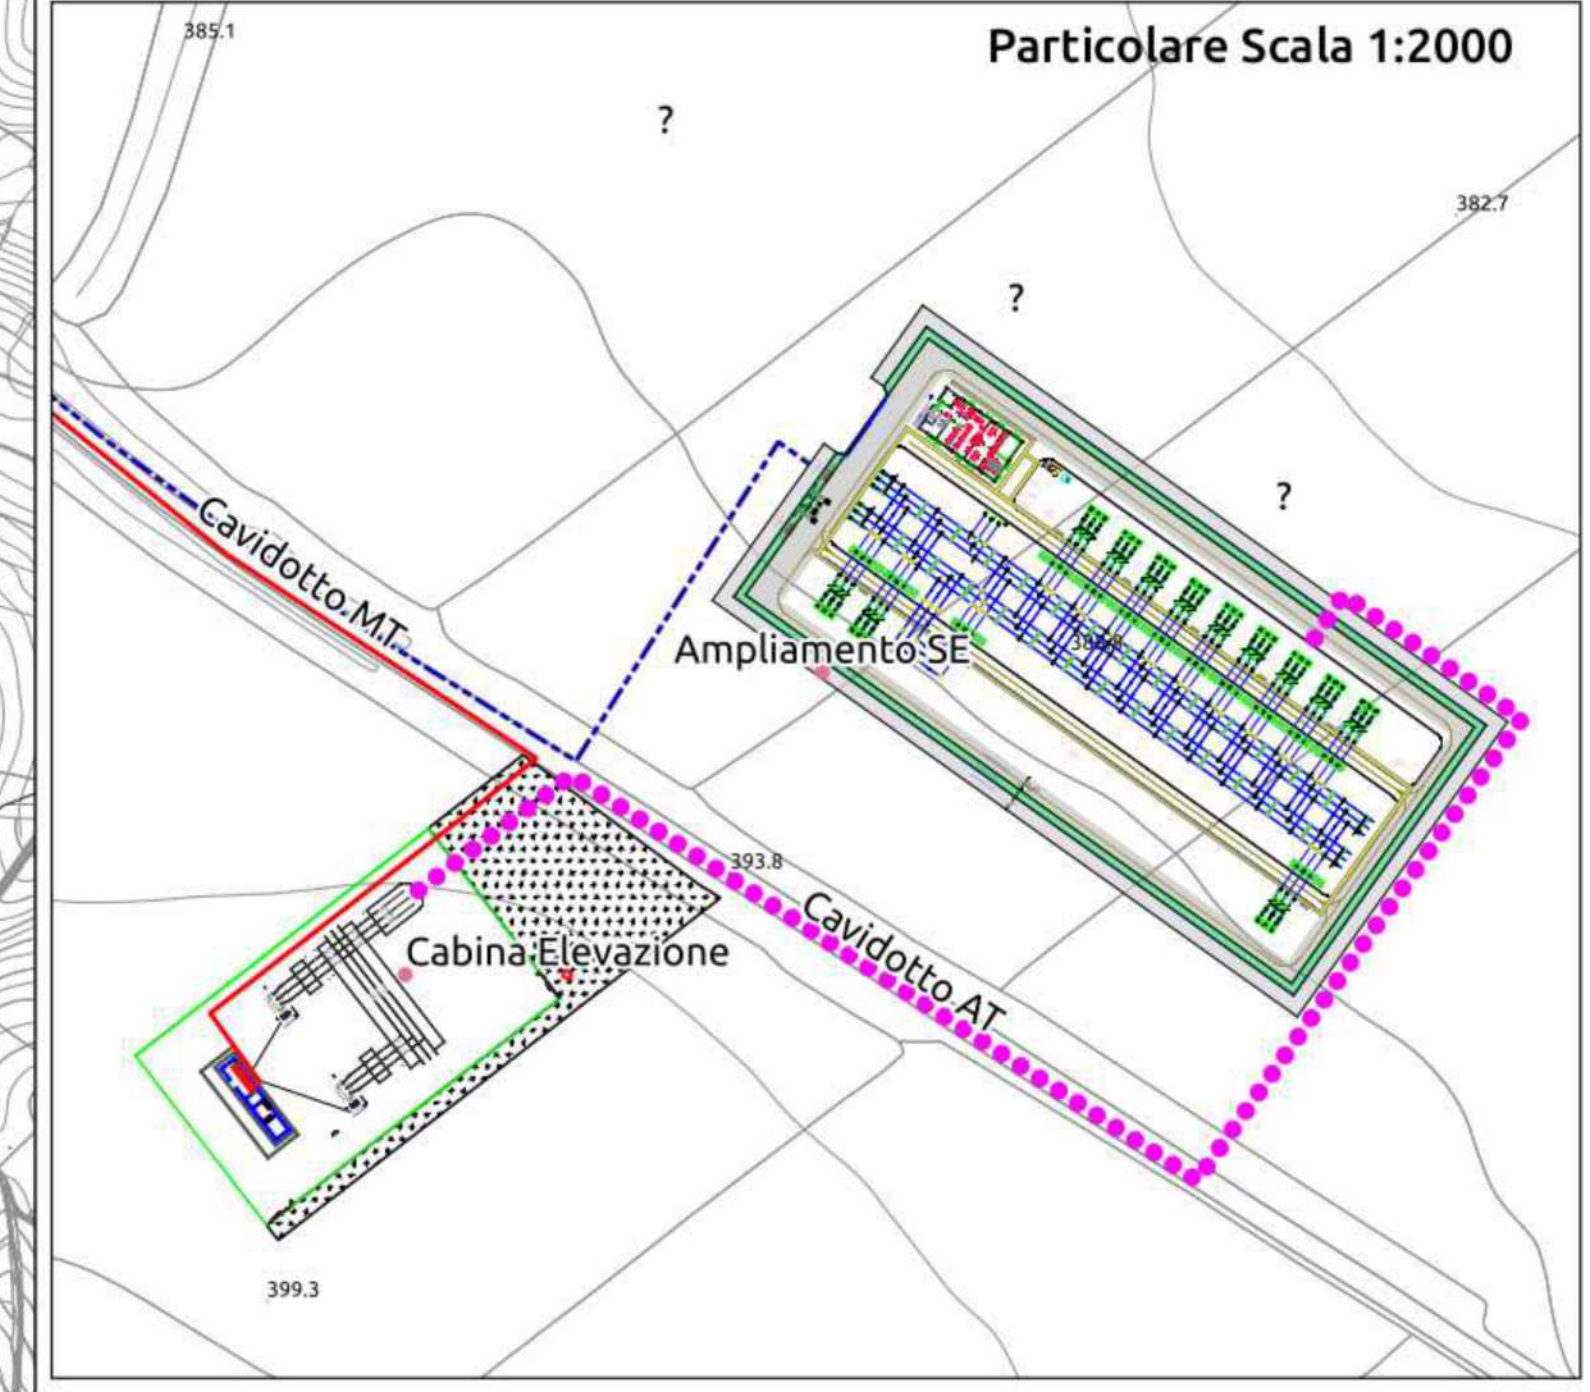 385.1
Particolare Scala 1:2000
?
382.7
?
?
Cavidotto MT
Ampliamento SE
393.8
Cavidotto AT
Cabina Elevazione
399.3